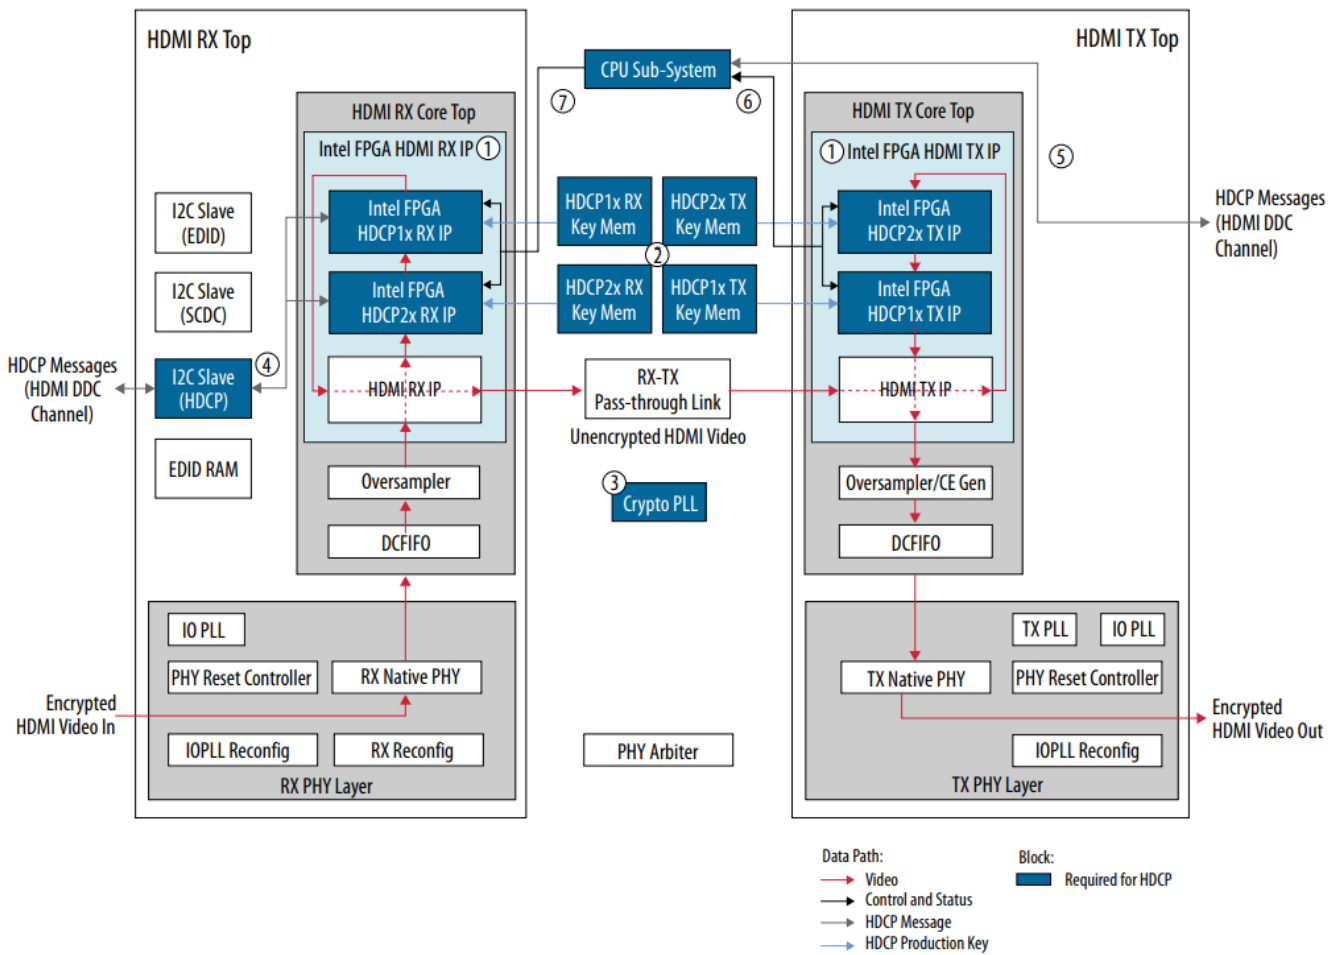 HDMI RX Top
HDMI TX Top
CPU Sub-System
7
6
HDMI RX Core Top
HDMI TX Core Top
Intel FPGA HDMI RX IP
1
1
Intel FPGA HDMI TX IP
5
I2C Slave
(EDID)
Intel FPGA
HDCP1x RX IP
HDCP1x RX
Key Mem
HDCP2x TX
Key Mem
Intel FPGA
HDCP2x TX IP
HDCP Messages
(HDMI DDC
Channel)
2
I2C Slave
(SCDC)
Intel FPGA
HDCP2x RX IP
HDCP2x RX
Key Mem
HDCP1x TX
Key Mem
Intel FPGA
HDCP1x TX IP
HDCP Messages
(HDMI DDC
Channel)
I2C Slave
(HDCP)
4
HDMI RX IP
RX-TX
Pass-through Link
Unencrypted HDMI Video
HDMI TX IP
EDID RAM
Oversampler
3
Crypto PLL
Oversampler/CE Gen
DCFIFO
DCFIFO
IO PLL
TX PLL
IO PLL
PHY Reset Controller
RX Native PHY
TX Native PHY
PHY Reset Controller
Encrypted
HDMI Video In
Encrypted
HDMI Video Out
IOPLL Reconfig
RX Reconfig
PHY Arbiter
IOPLL Reconfig
RX PHY Layer
TX PHY Layer
Data Path:
Video
Control and Status
HDCP Message
HDCP Production Key
Block:
Required for HDCP